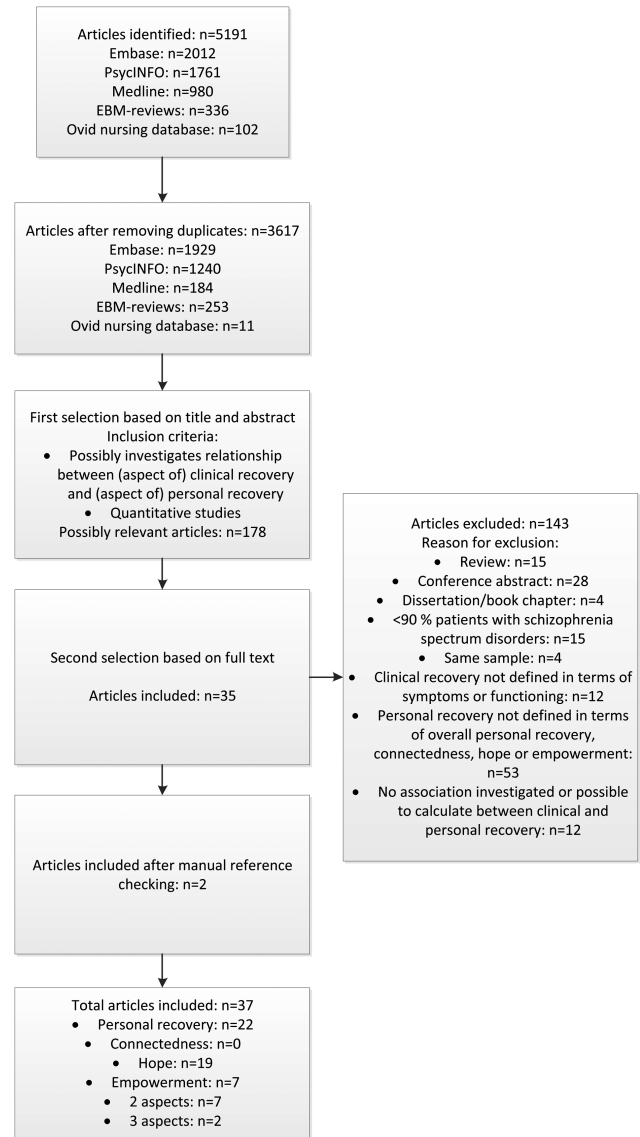 Articles identified: n=5191
Embase: n=2012
PsycINFO: n=1761
Medline: n=980
EBM-reviews: n=336
Ovid nursing database: n=102
Articles after removing duplicates: n=3617
Embase: n=1929
PsycINFO: n=1240
Medline: n=184
EBM-reviews: n=253
Ovid nursing database: n=11
First selection based on title and abstract
Inclusion criteria:
• Possibly investigates relationship
between (aspect of) clinical recovery
and (aspect of) personal recovery
• Quantitative studies
Possibly relevant articles: n=178
Second selection based on full text
Articles included: n=35
Articles excluded: n=143
Reason for exclusion:
• Review: n=15
• Conference abstract: n=28
• Dissertation/book chapter: n=4
• <90 % patients with schizophrenia
spectrum disorders: n=15
• Same sample: n=4
• Clinical recovery not defined in terms of
symptoms or functioning: n=12
• Personal recovery not defined in terms
of overall personal recovery,
connectedness, hope or empowerment:
n=53
• No association investigated or possible
to calculate between clinical and
personal recovery: n=12
Articles included after manual reference
checking: n=2
Total articles included: n=37
• Personal recovery: n=22
• Connectedness: n=0
• Hope: n=19
• Empowerment: n=7
• 2 aspects: n=7
• 3 aspects: n=2